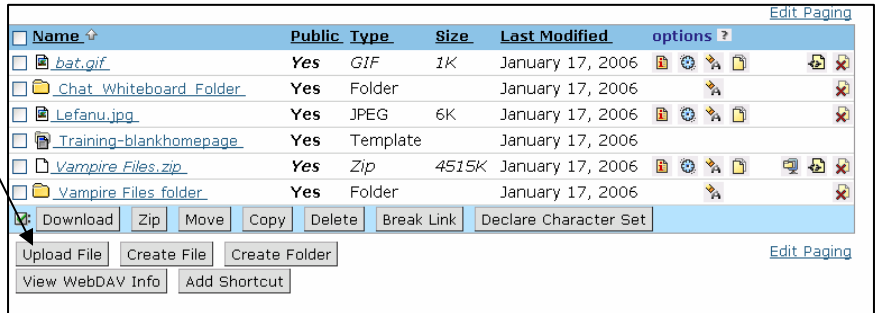 Edit Paging
Name Public Type Size Last Modified options ?
bat.gif Yes GIF 1K January 17, 2006
Chat Whiteboard Folder Yes Folder January 17, 2006
Lefanu.jpg Yes JPEG 6K January 17, 2006
Training-blankhomepage Yes Template January 17, 2006
Vampire Files.zip Yes Zip 4515K January 17, 2006
Vampire Files folder Yes Folder January 17, 2006
: Download Zip Move Copy Delete Break Link Declare Character Set
Upload File Create File Create Folder Edit Paging
View WebDAV Info Add Shortcut